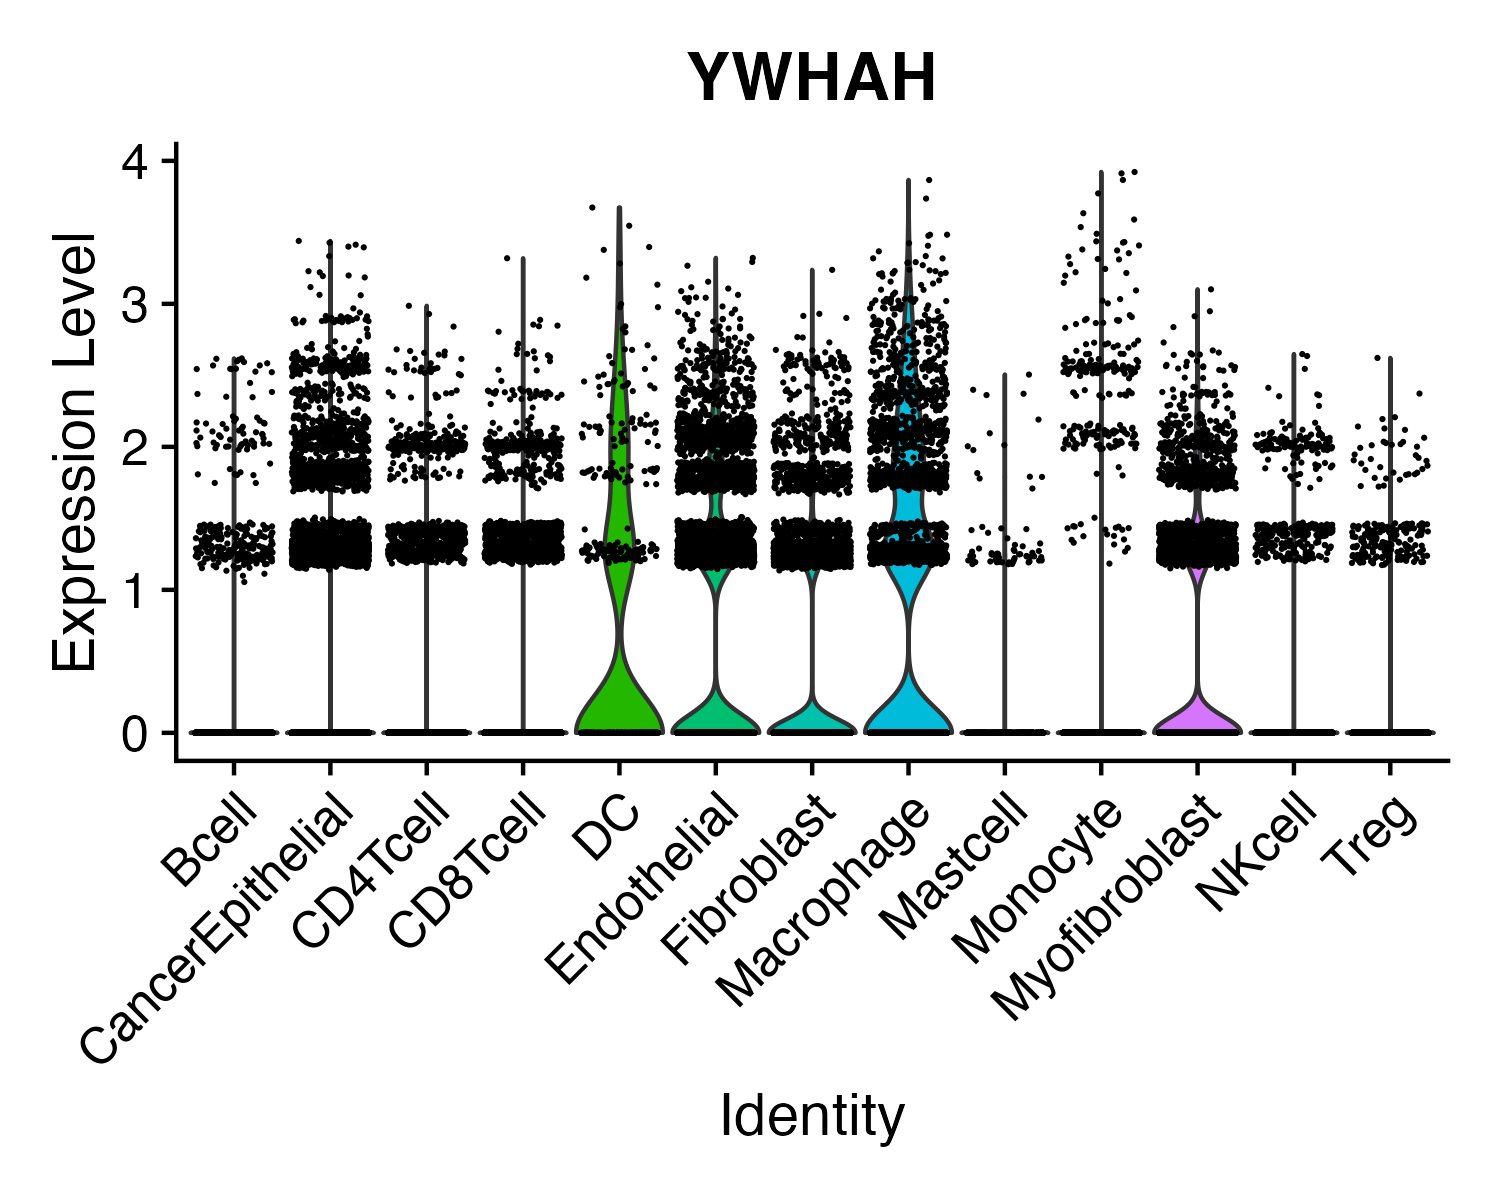 YWHAH
Expression Level
4
3
2
1
0
Bcell
CancerEpithelial
CD4Tcell
CD8Tcell
DC
Endothelial
Fibroblast
Macrophage
Mastcell
Monocyte
Myofibroblast
NKcell
Treg
Identity